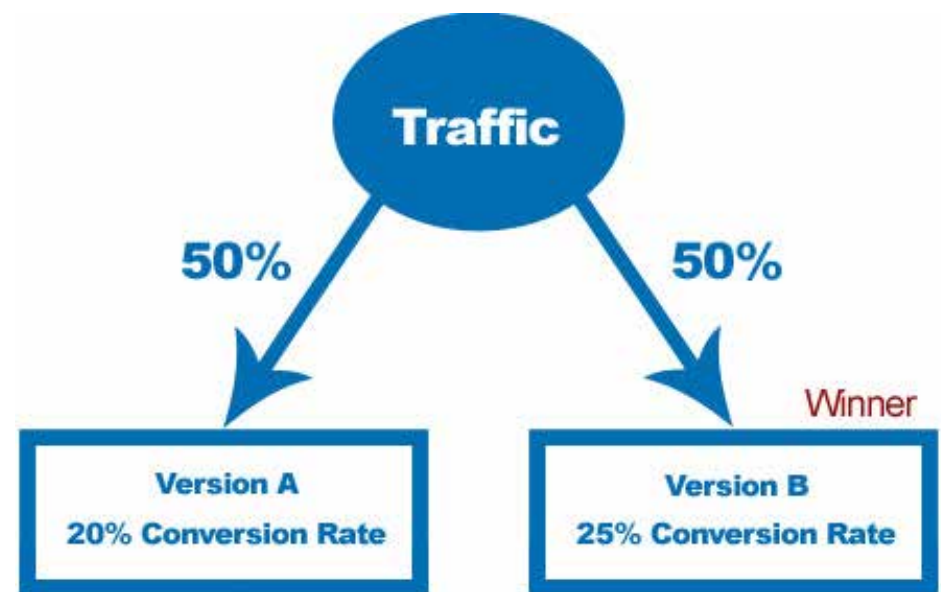 Traffic
50%
50%
Winner
Version A
20% Conversion Rate
Version B
25% Conversion Rate